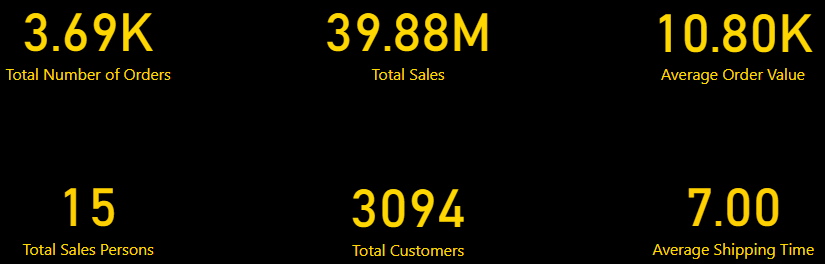 3.69K
Total Number of Orders
39.88M
Total Sales
10.80K
Average Order Value
15
Total Sales Persons
3094
Total Customers
7.00
Average Shipping Time